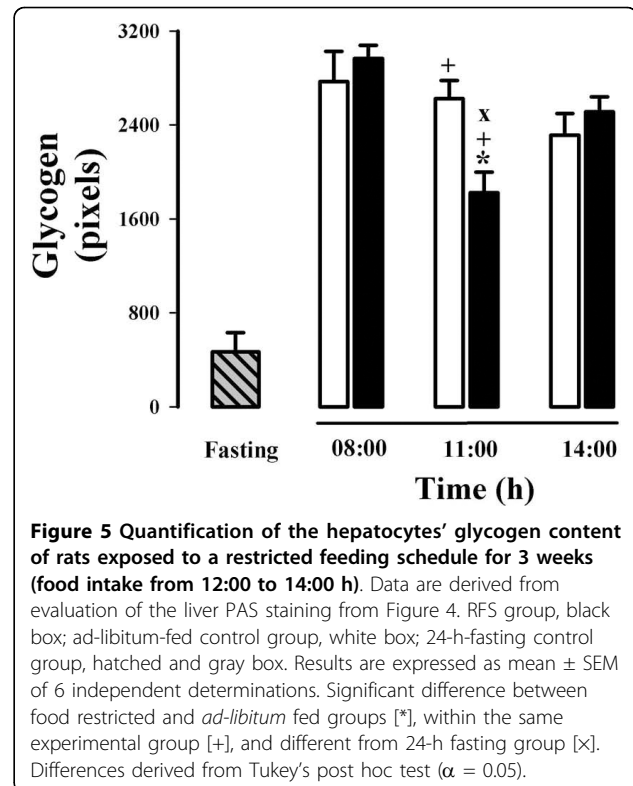 3200
2400
1600
800
0
Glycogen
(pixels)
+
x
+
*
Fasting
08:00
11:00
14:00
Time (h)
Figure 5 Quantification of the hepatocytes' glycogen content
of rats exposed to a restricted feeding schedule for 3 weeks
(food intake from 12:00 to 14:00 h). Data are derived from
evaluation of the liver PAS staining from Figure 4. RFS group, black
box; ad-libitum-fed control group, white box; 24-h-fasting control
group, hatched and gray box. Results are expressed as mean ± SEM
of 6 independent determinations. Significant difference between
food restricted and ad-libitum fed groups [*], within the same
experimental group [+], and different from 24-h fasting group [×].
Differences derived from Tukey's post hoc test (α = 0.05).